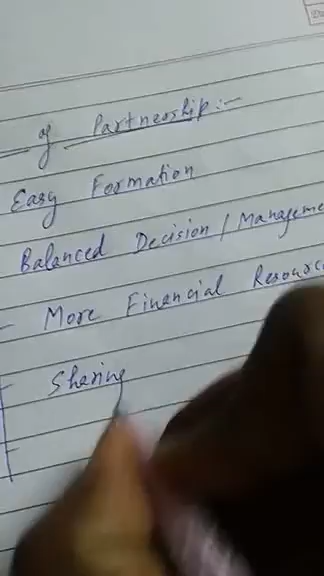 of Partnership:-
Easy Formation
Balanced Decision / Manageme
- More Financial Resourc
Sharing